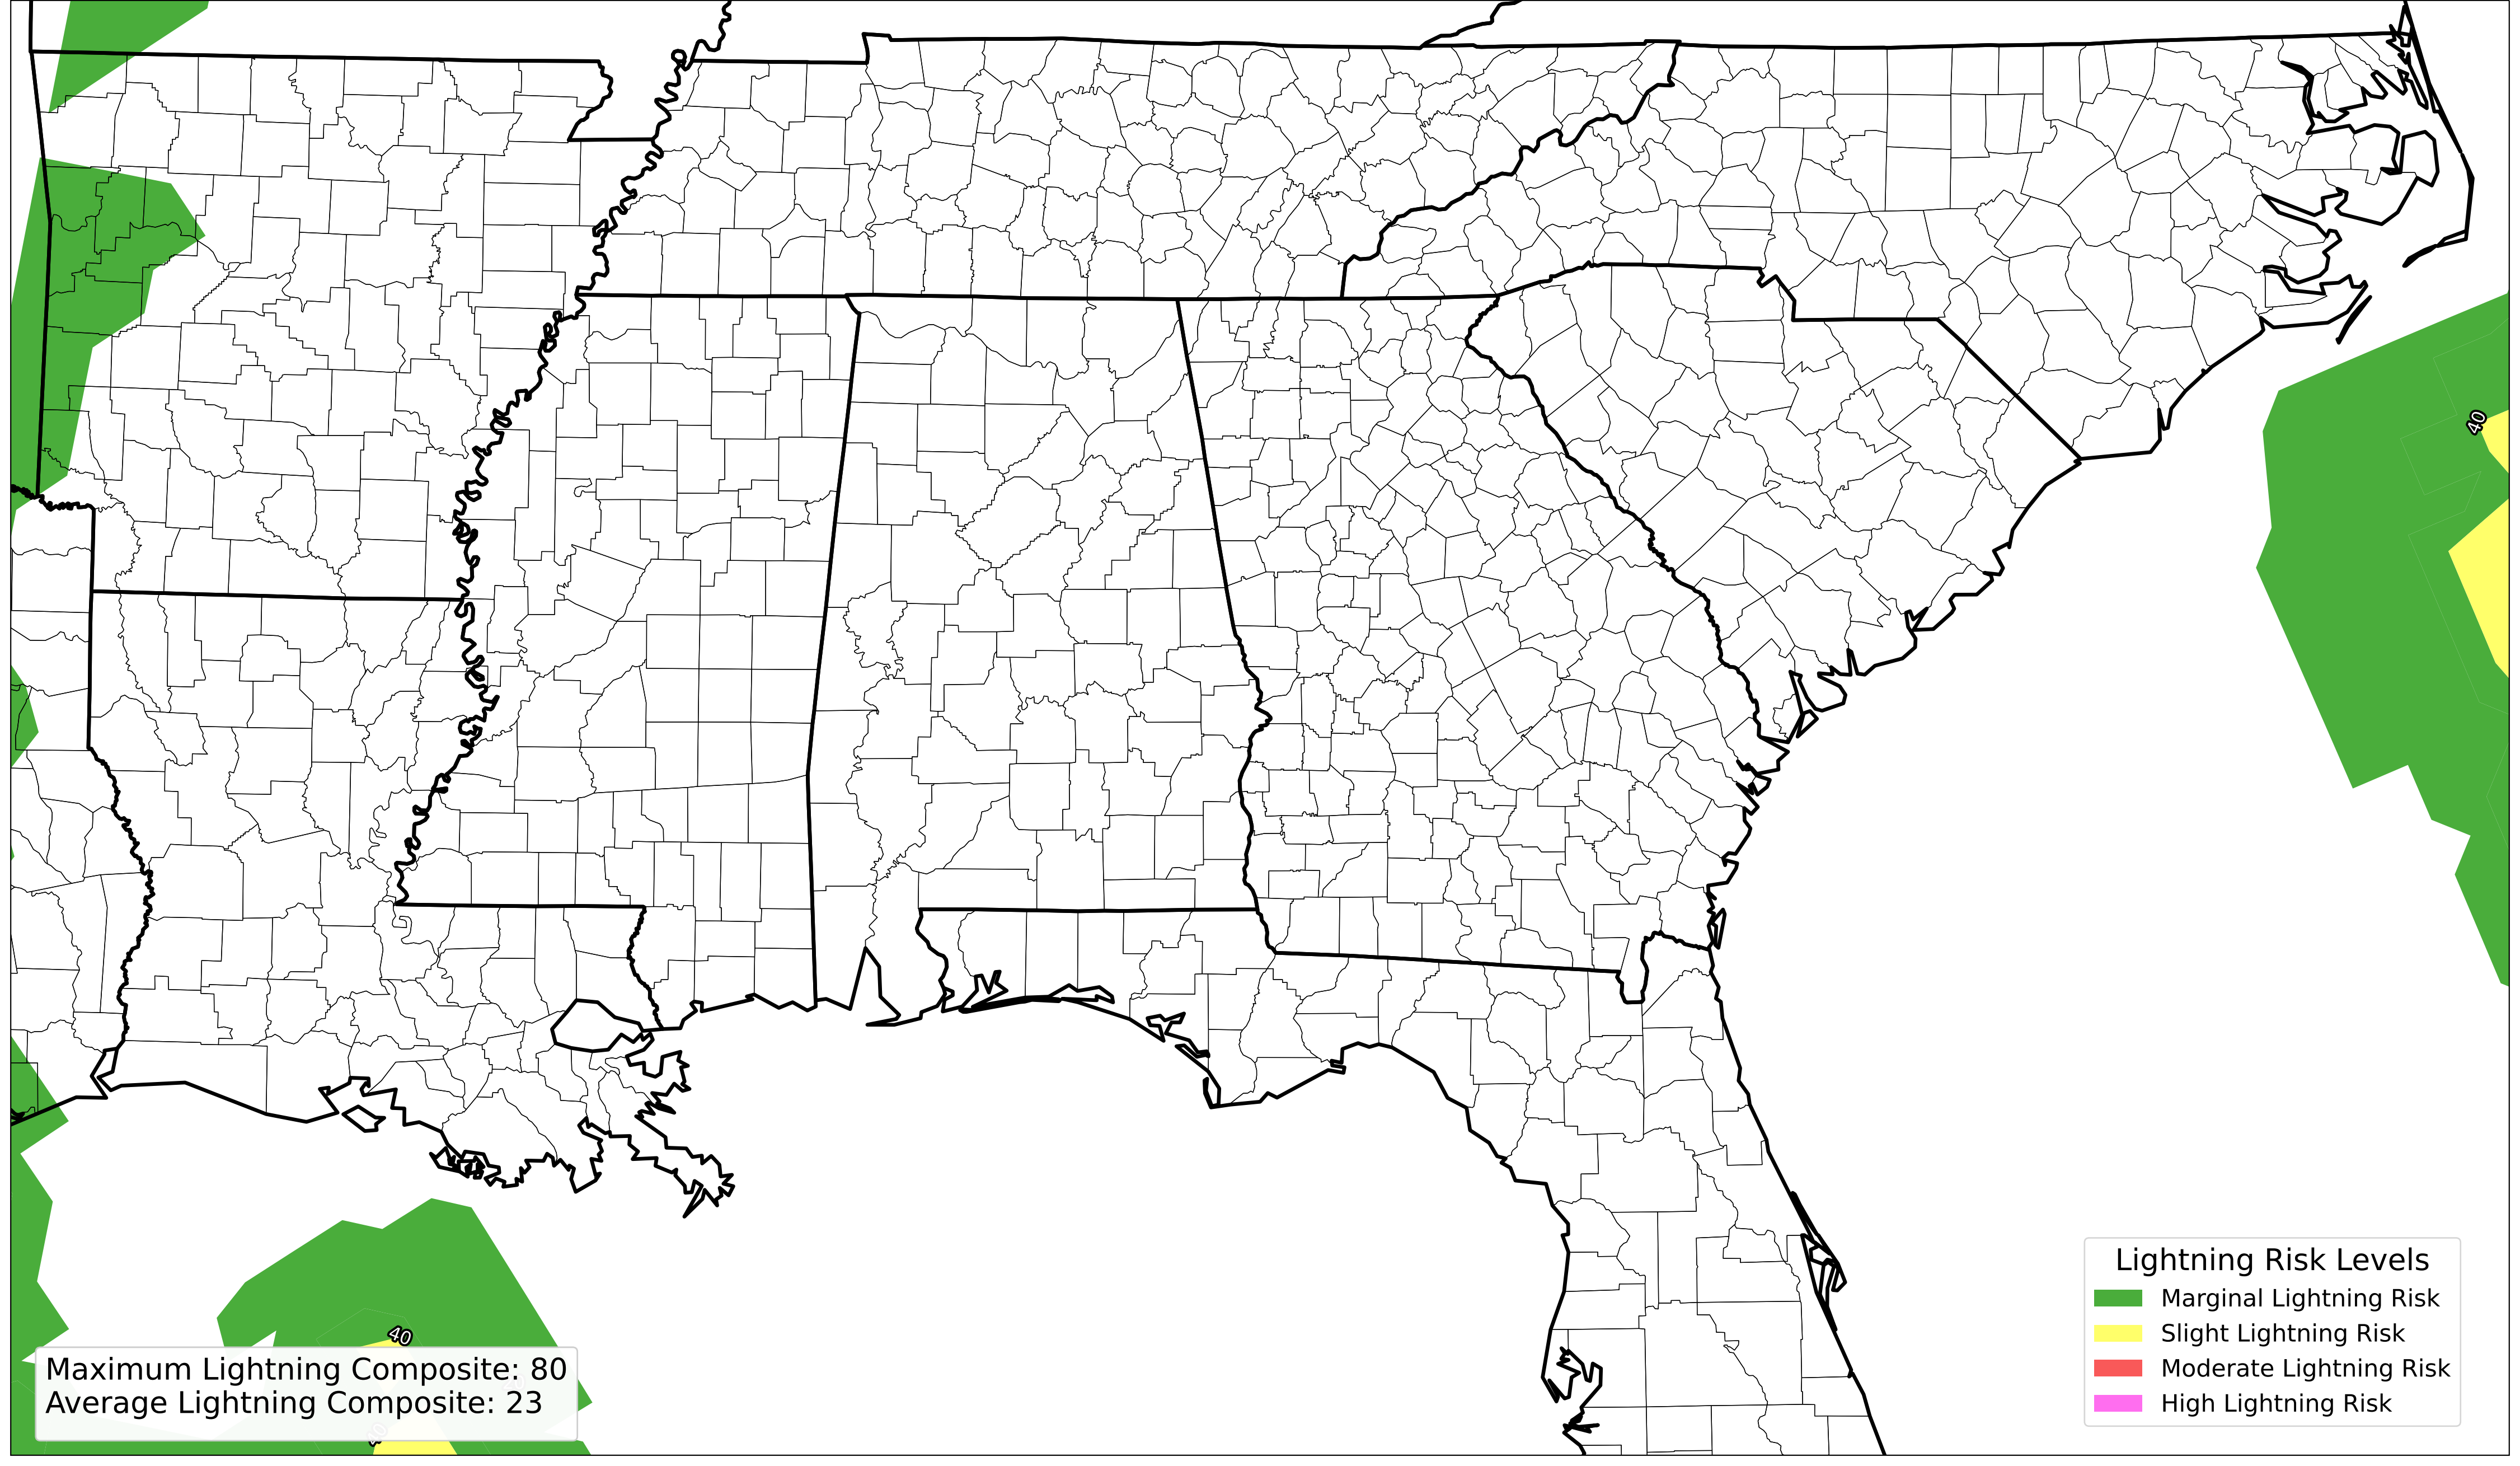 40
40
Maximum Lightning Composite: 80
Average Lightning Composite: 23
40
Lightning Risk Levels
Marginal Lightning Risk
Slight Lightning Risk
Moderate Lightning Risk
High Lightning Risk